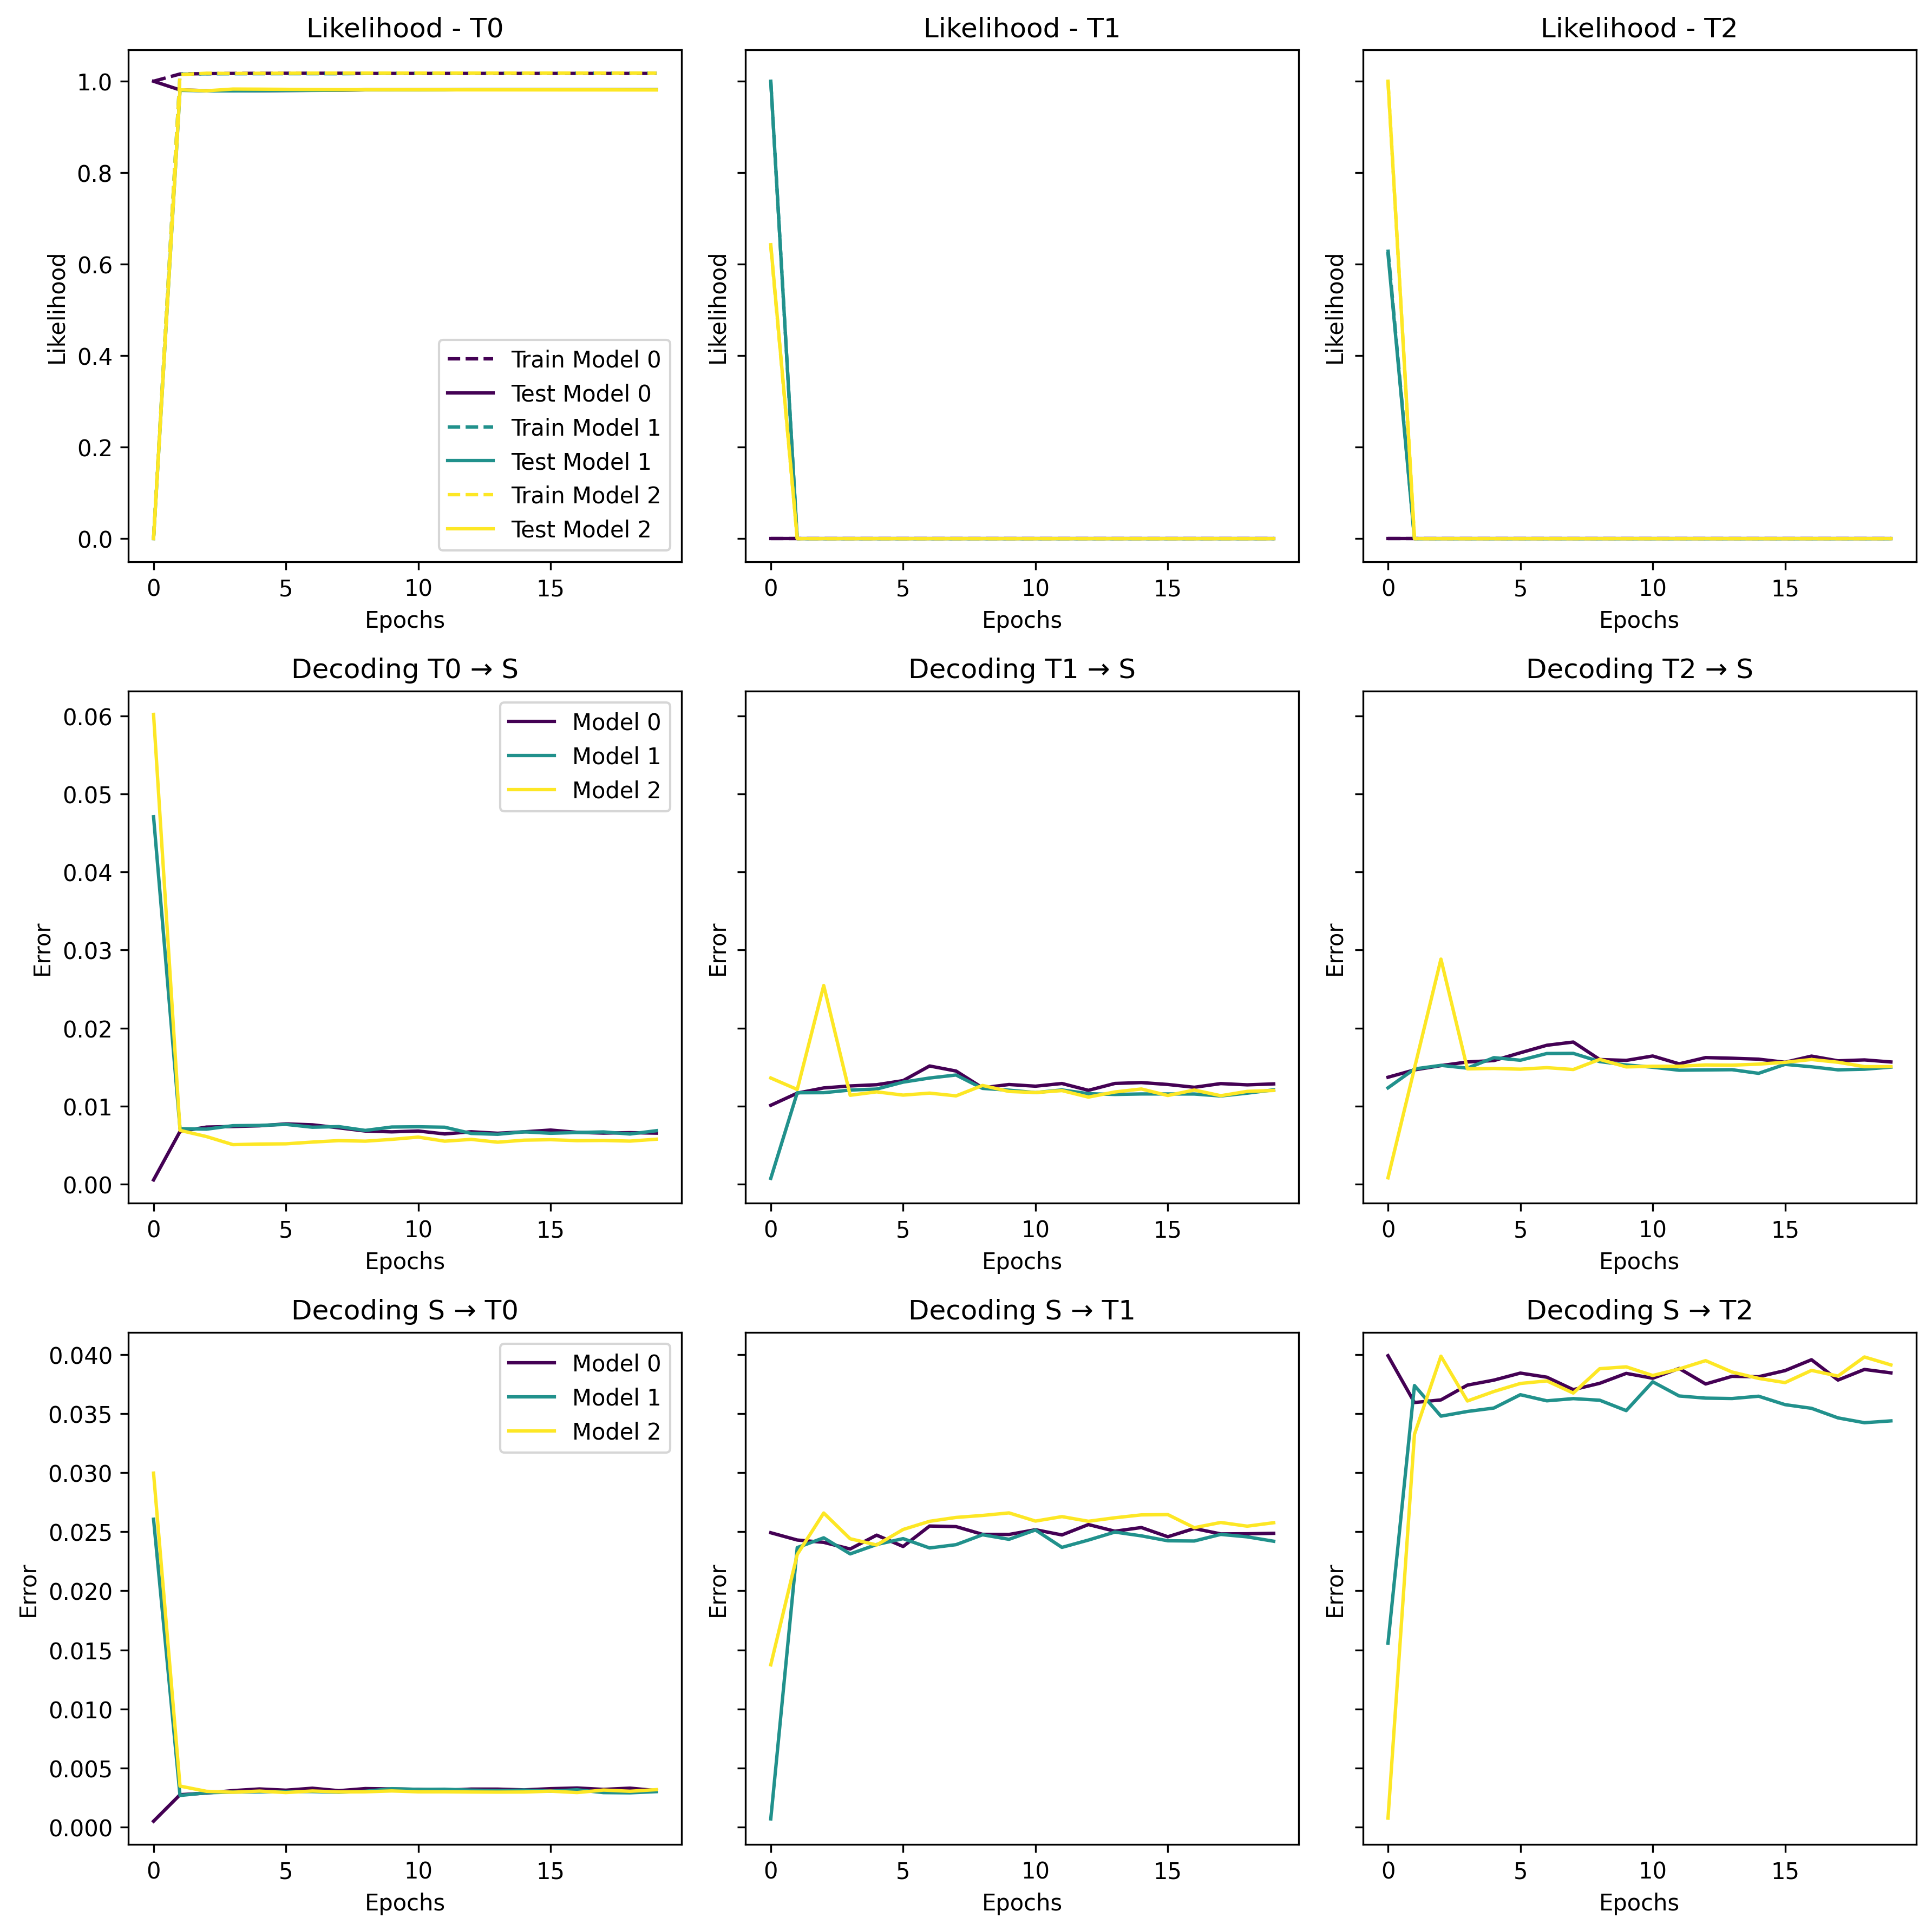 Likelihood - T0
Likelihood
1.0
0.8
0.6
0.4
0.2
0.0
Train Model 0
Test Model 0
Train Model 1
Test Model 1
Train Model 2
Test Model 2
0 5 10 15
Epochs
Likelihood - T1
Likelihood
0 5 10 15
Epochs
Likelihood - T2
Likelihood
0 5 10 15
Epochs
Decoding T0 → S
Error
0.06
0.05
0.04
0.03
0.02
0.01
0.00
Model 0
Model 1
Model 2
0 5 10 15
Epochs
Decoding T1 → S
Error
0 5 10 15
Epochs
Decoding T2 → S
Error
0 5 10 15
Epochs
Decoding S → T0
Error
0.040
0.035
0.030
0.025
0.020
0.015
0.010
0.005
0.000
Model 0
Model 1
Model 2
0 5 10 15
Epochs
Decoding S → T1
Error
0 5 10 15
Epochs
Decoding S → T2
Error
0 5 10 15
Epochs